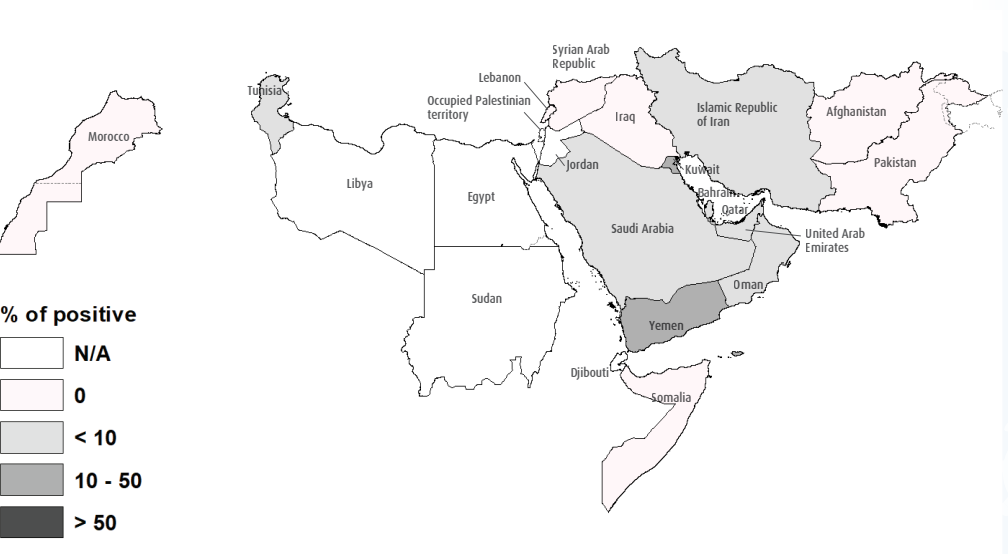 Syrian Arab
Republic
Lebanon
Tunisia
Occupied Palestinian
territory
Morocco
Iraq
Islamic Republic
of Iran
Afghanistan
Pakistan
Jordan
Kuwait
Libya
Egypt
Bahrain
Qatar
Saudi Arabia
United Arab
Emirates
Sudan
Oman
Yemen
Djibouti
Somalia
% of positive
N/A
0
< 10
10 - 50
> 50